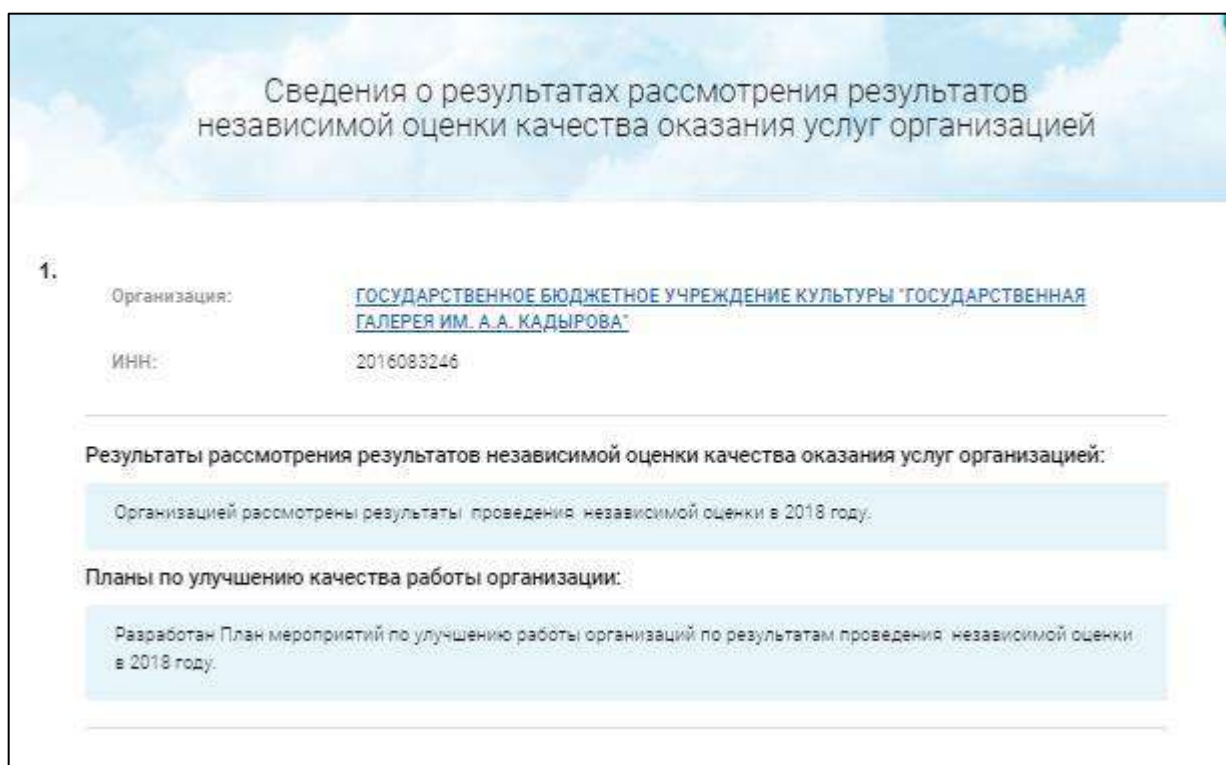 Сведения о результатах рассмотрения результатов
независимой оценки качества оказания услуг организацией
1.
Организация:
ГОСУДАРСТВЕННОЕ БЮДЖЕТНОЕ УЧРЕЖДЕНИЕ КУЛЬТУРЫ "ГОСУДАРСТВЕННАЯ
ГАЛЕРЕЯ ИМ. А.А. КАДЫРОВА"
ИНН:
2016083246
Результаты рассмотрения результатов независимой оценки качества оказания услуг организацией:
Организацией рассмотрены результаты проведения независимой оценки в 2018 году.
Планы по улучшению качества работы организации:
Разработан План мероприятий по улучшению работы организаций по результатам проведения независимой оценки
в 2018 году.